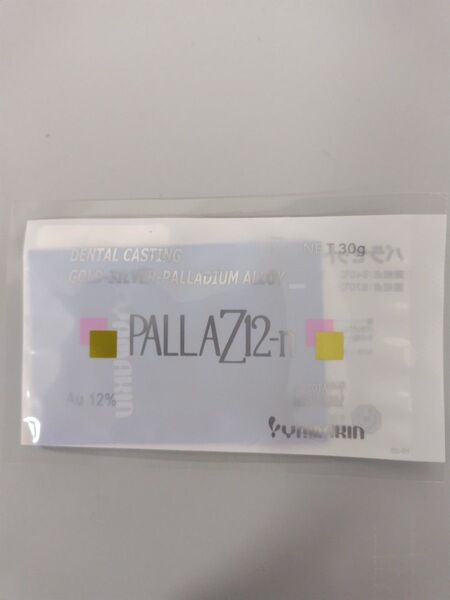 DENTAL CASTING
NET.30g
GOLD-SILVER-PALLADIUM ALLOY
PALLAZ12-n
Au 12%
YAMAKIN